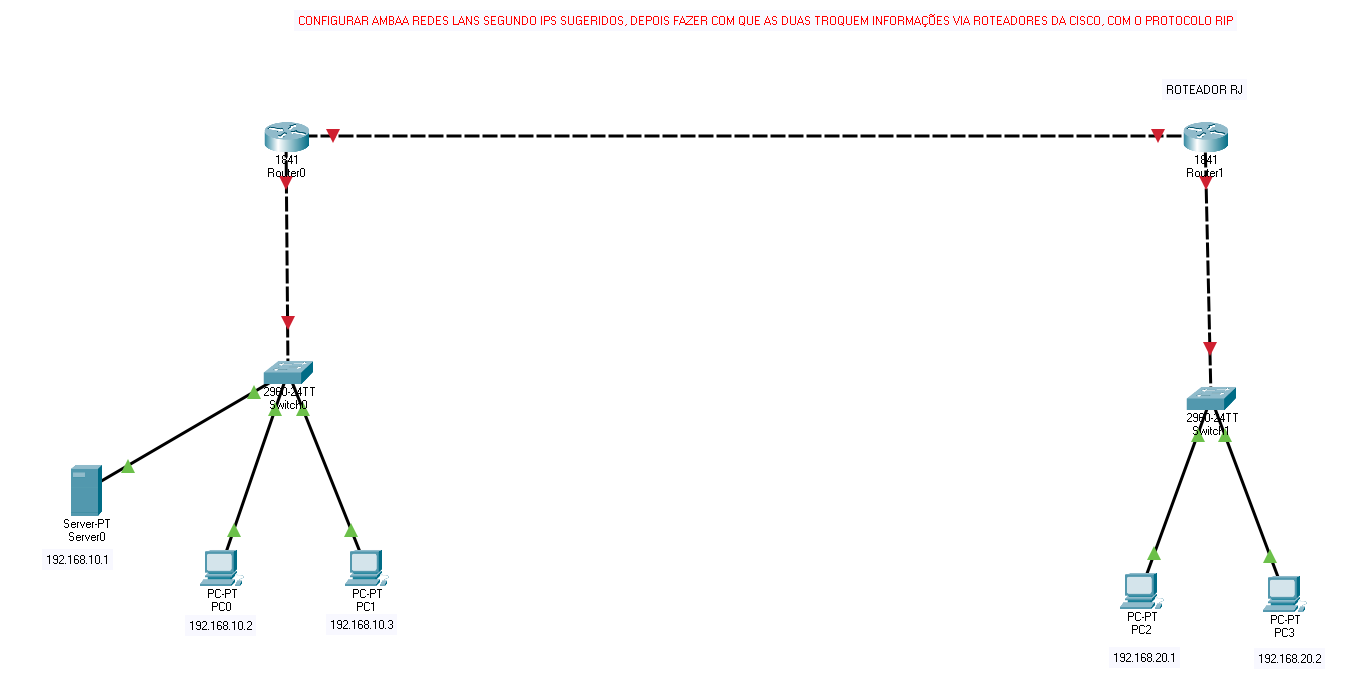 CONFIGURAR AMBAA REDES LANS SEGUNDO IPS SUGERIDOS, DEPOIS FAZER COM QUE AS DUAS TROQUEM INFORMAÇÕES VIA ROTEADORES DA CISCO, COM O PROTOCOLO RIP
ROTEADOR RJ
1841
Router0
1841
Router1
2960-24TT
Switch0
2960-24TT
Switch1
Server-PT
Server0
192.168.10.1
PC-PT
PC0
192.168.10.2
PC-PT
PC1
192.168.10.3
PC-PT
PC2
192.168.20.1
PC-PT
PC3
192.168.20.2